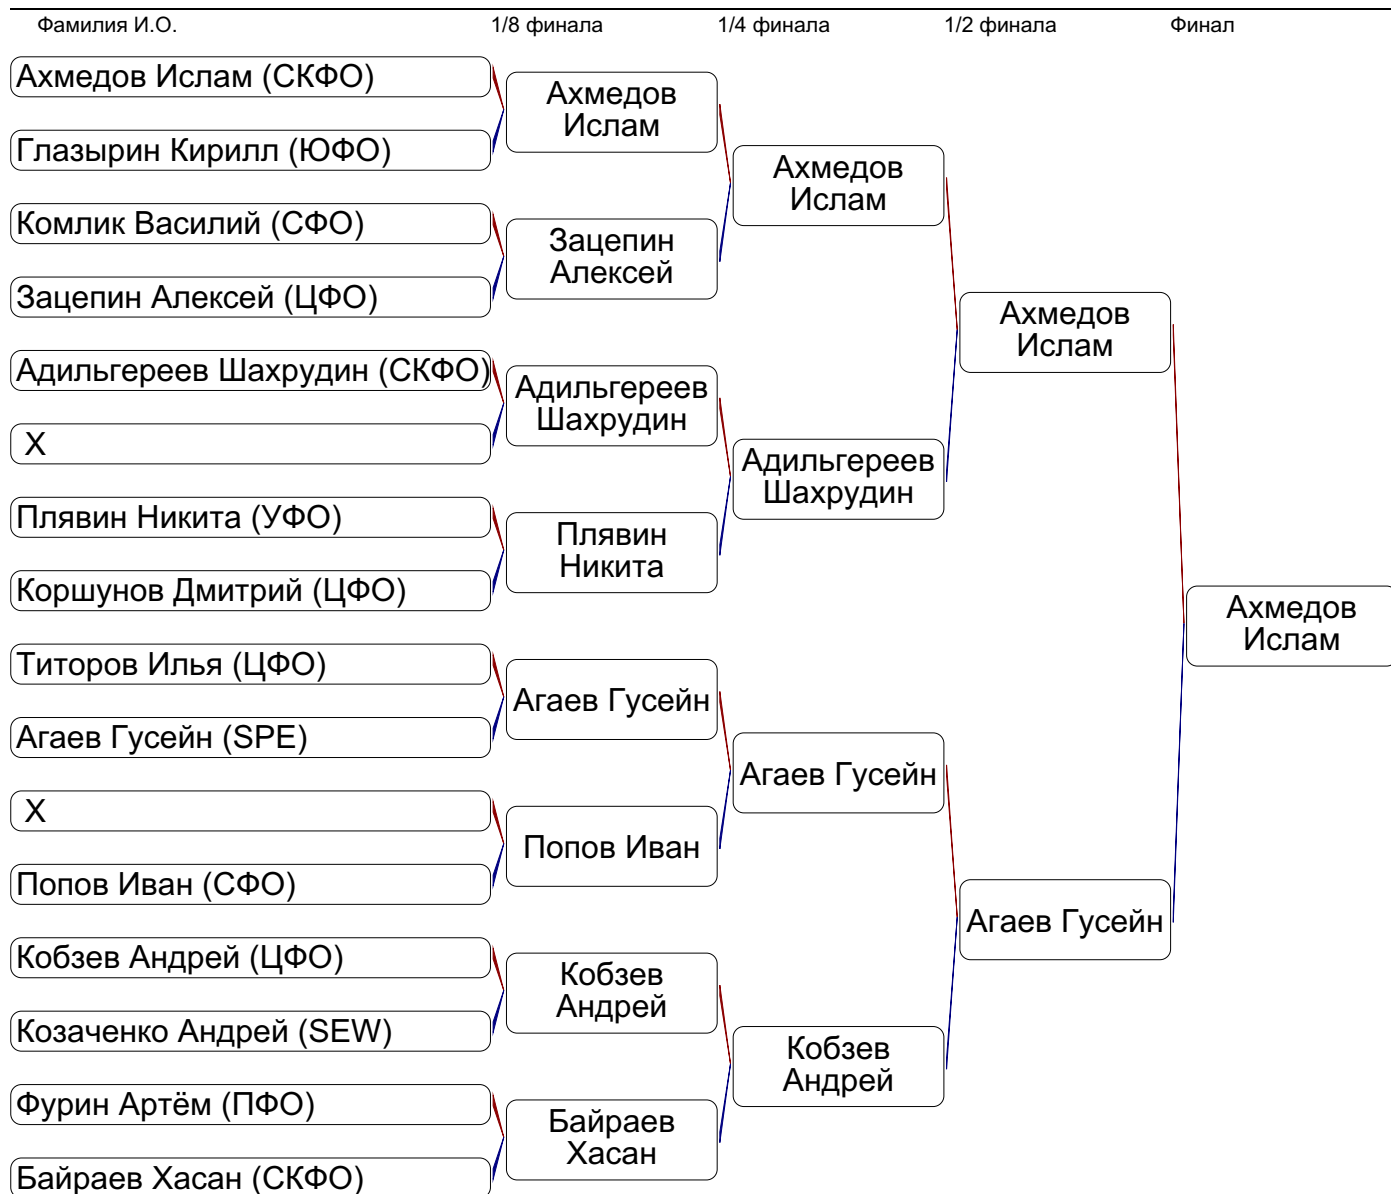 Фамилия И.О.
1/8 финала
1/4 финала
1/2 финала
Финал
Ахмедов Ислам (СКФО)
Глазырин Кирилл (ЮФО)
Комлик Василий (СФО)
Зацепин Алексей (ЦФО)
Адильгереев Шахрудин (СКФО)
X
Плявин Никита (УФО)
Коршунов Дмитрий (ЦФО)
Титоров Илья (ЦФО)
Агаев Гусейн (SPE)
X
Попов Иван (СФО)
Кобзев Андрей (ЦФО)
Козаченко Андрей (SEW)
Фурин Артём (ПФО)
Байраев Хасан (СКФО)
Ахмедов
Ислам
Зацепин
Алексей
Адильгереев
Шахрудин
Плявин
Никита
Агаев Гусейн
Попов Иван
Кобзев
Андрей
Байраев
Хасан
Ахмедов
Ислам
Адильгереев
Шахрудин
Агаев Гусейн
Кобзев
Андрей
Ахмедов
Ислам
Агаев Гусейн
Ахмедов
Ислам